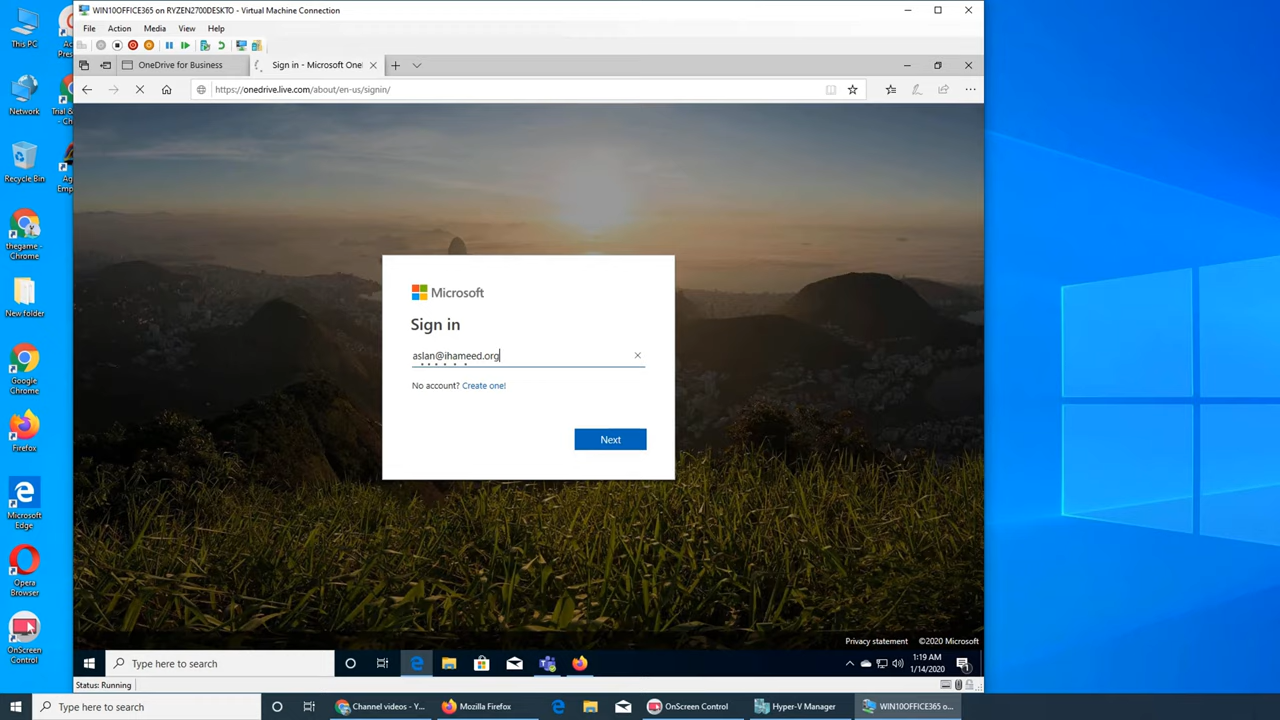 WIN10OFFICE365 on RYZEN2700DESKTO - Virtual Machine Connection
File Action Media View Help
OneDrive for Business
Sign in - Microsoft One
https://onedrive.live.com/about/en-us/signin/
This PC
Network
Recycle Bin
thegame - Chrome
New folder
Google Chrome
Firefox
Microsoft Edge
Opera Browser
OnScreen Control
Microsoft
Sign in
aslan@ihameed.org
No account? Create one!
Next
Privacy statement ©2020 Microsoft
Type here to search
1:19 AM
1/14/2020
Status: Running
Type here to search
Channel videos - Y...
Mozilla Firefox
OnScreen Control
Hyper-V Manager
WIN10OFFICE365 o...